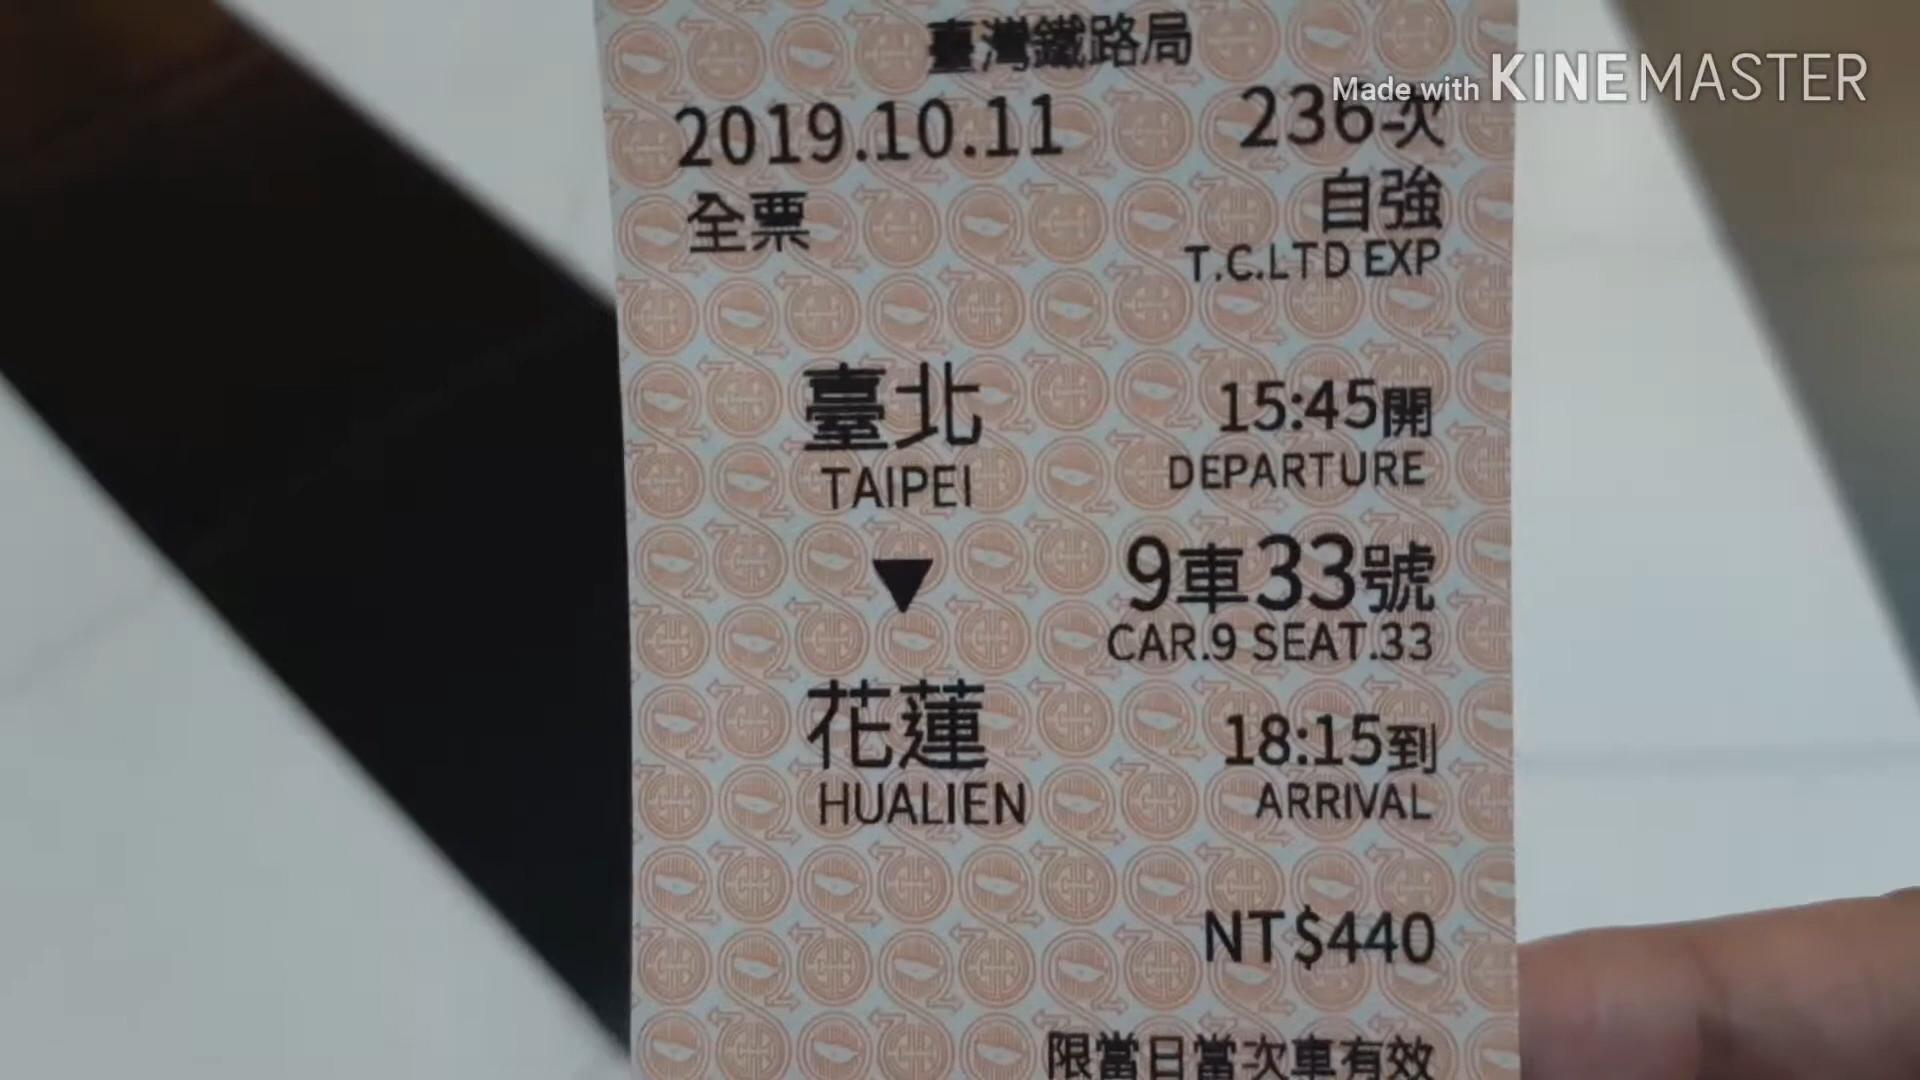 臺灣鐵路局
Made with KINEMASTER
2019.10.11 236次
全票 自強
T.C.LTD EXP
臺北 15:45開
TAIPEI DEPARTURE
▼ 9車33號
CAR.9 SEAT.33
花蓮 18:15到
HUALIEN ARRIVAL
NT$440
限當日當次車有效